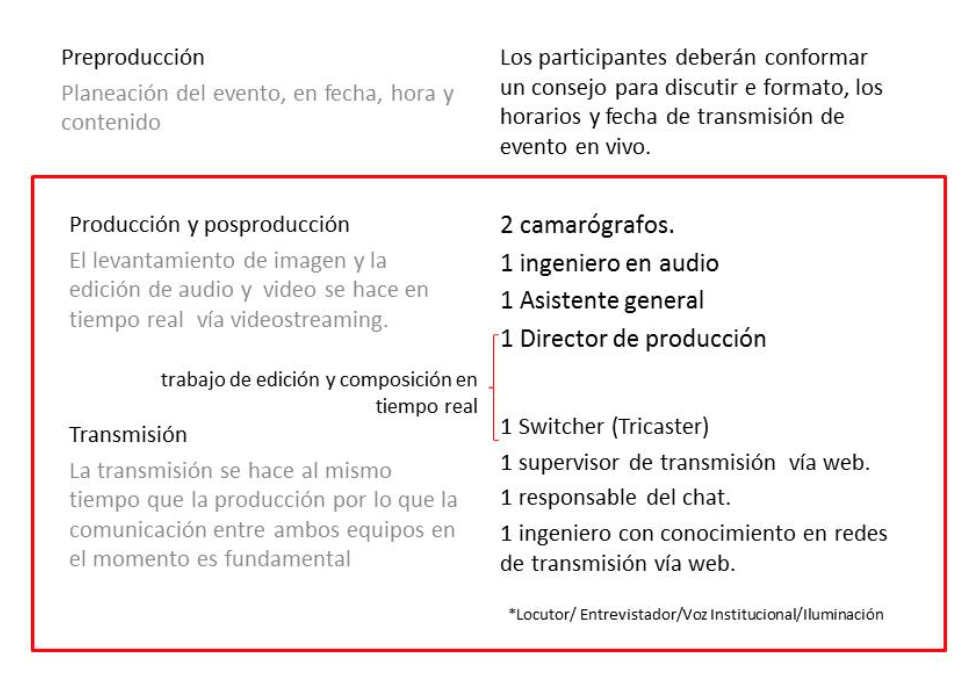 Preproducción
Planeación del evento, en fecha, hora y
contenido
Los participantes deberán conformar
un consejo para discutir e formato, los
horarios y fecha de transmisión de
evento en vivo.
Producción y posproducción
El levantamiento de imagen y la
edición de audio y video se hace en
tiempo real vía videostreaming.
2 camarógrafos.
1 ingeniero en audio
1 Asistente general
1 Director de producción
trabajo de edición y composición en
tiempo real
Transmisión
La transmisión se hace al mismo
tiempo que la producción por lo que la
comunicación entre ambos equipos en
el momento es fundamental
1 Switcher (Tricaster)
1 supervisor de transmisión vía web.
1 responsable del chat.
1 ingeniero con conocimiento en redes
de transmisión vía web.
*Locutor/ Entrevistador/Voz Institucional/Iluminación